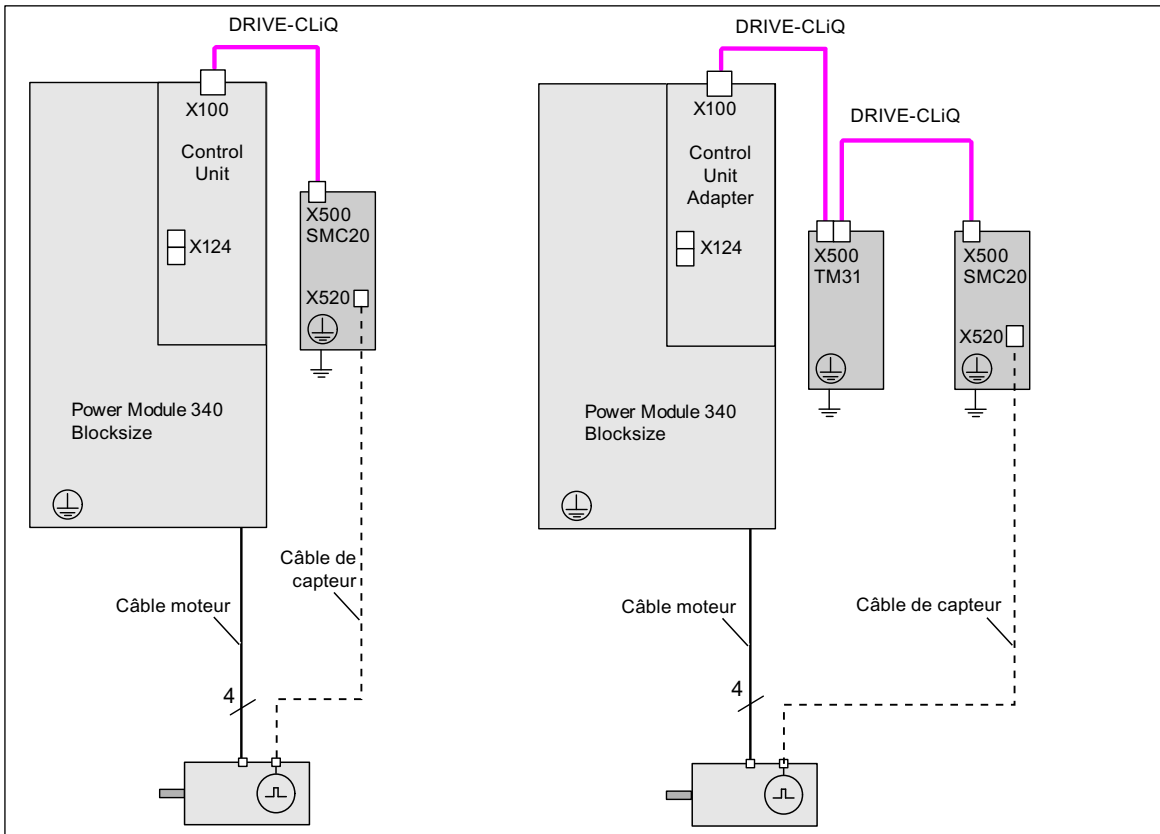 DRIVE-CLiQ
X100
Control
Unit
X124
X500
SMC20
X520
Power Module 340
Blocksize
Câble de
capteur
Câble moteur
4
DRIVE-CLiQ
X100
DRIVE-CLiQ
Control
Unit
Adapter
X124
X500
TM31
X500
SMC20
X520
Power Module 340
Blocksize
Câble moteur
Câble de capteur
4